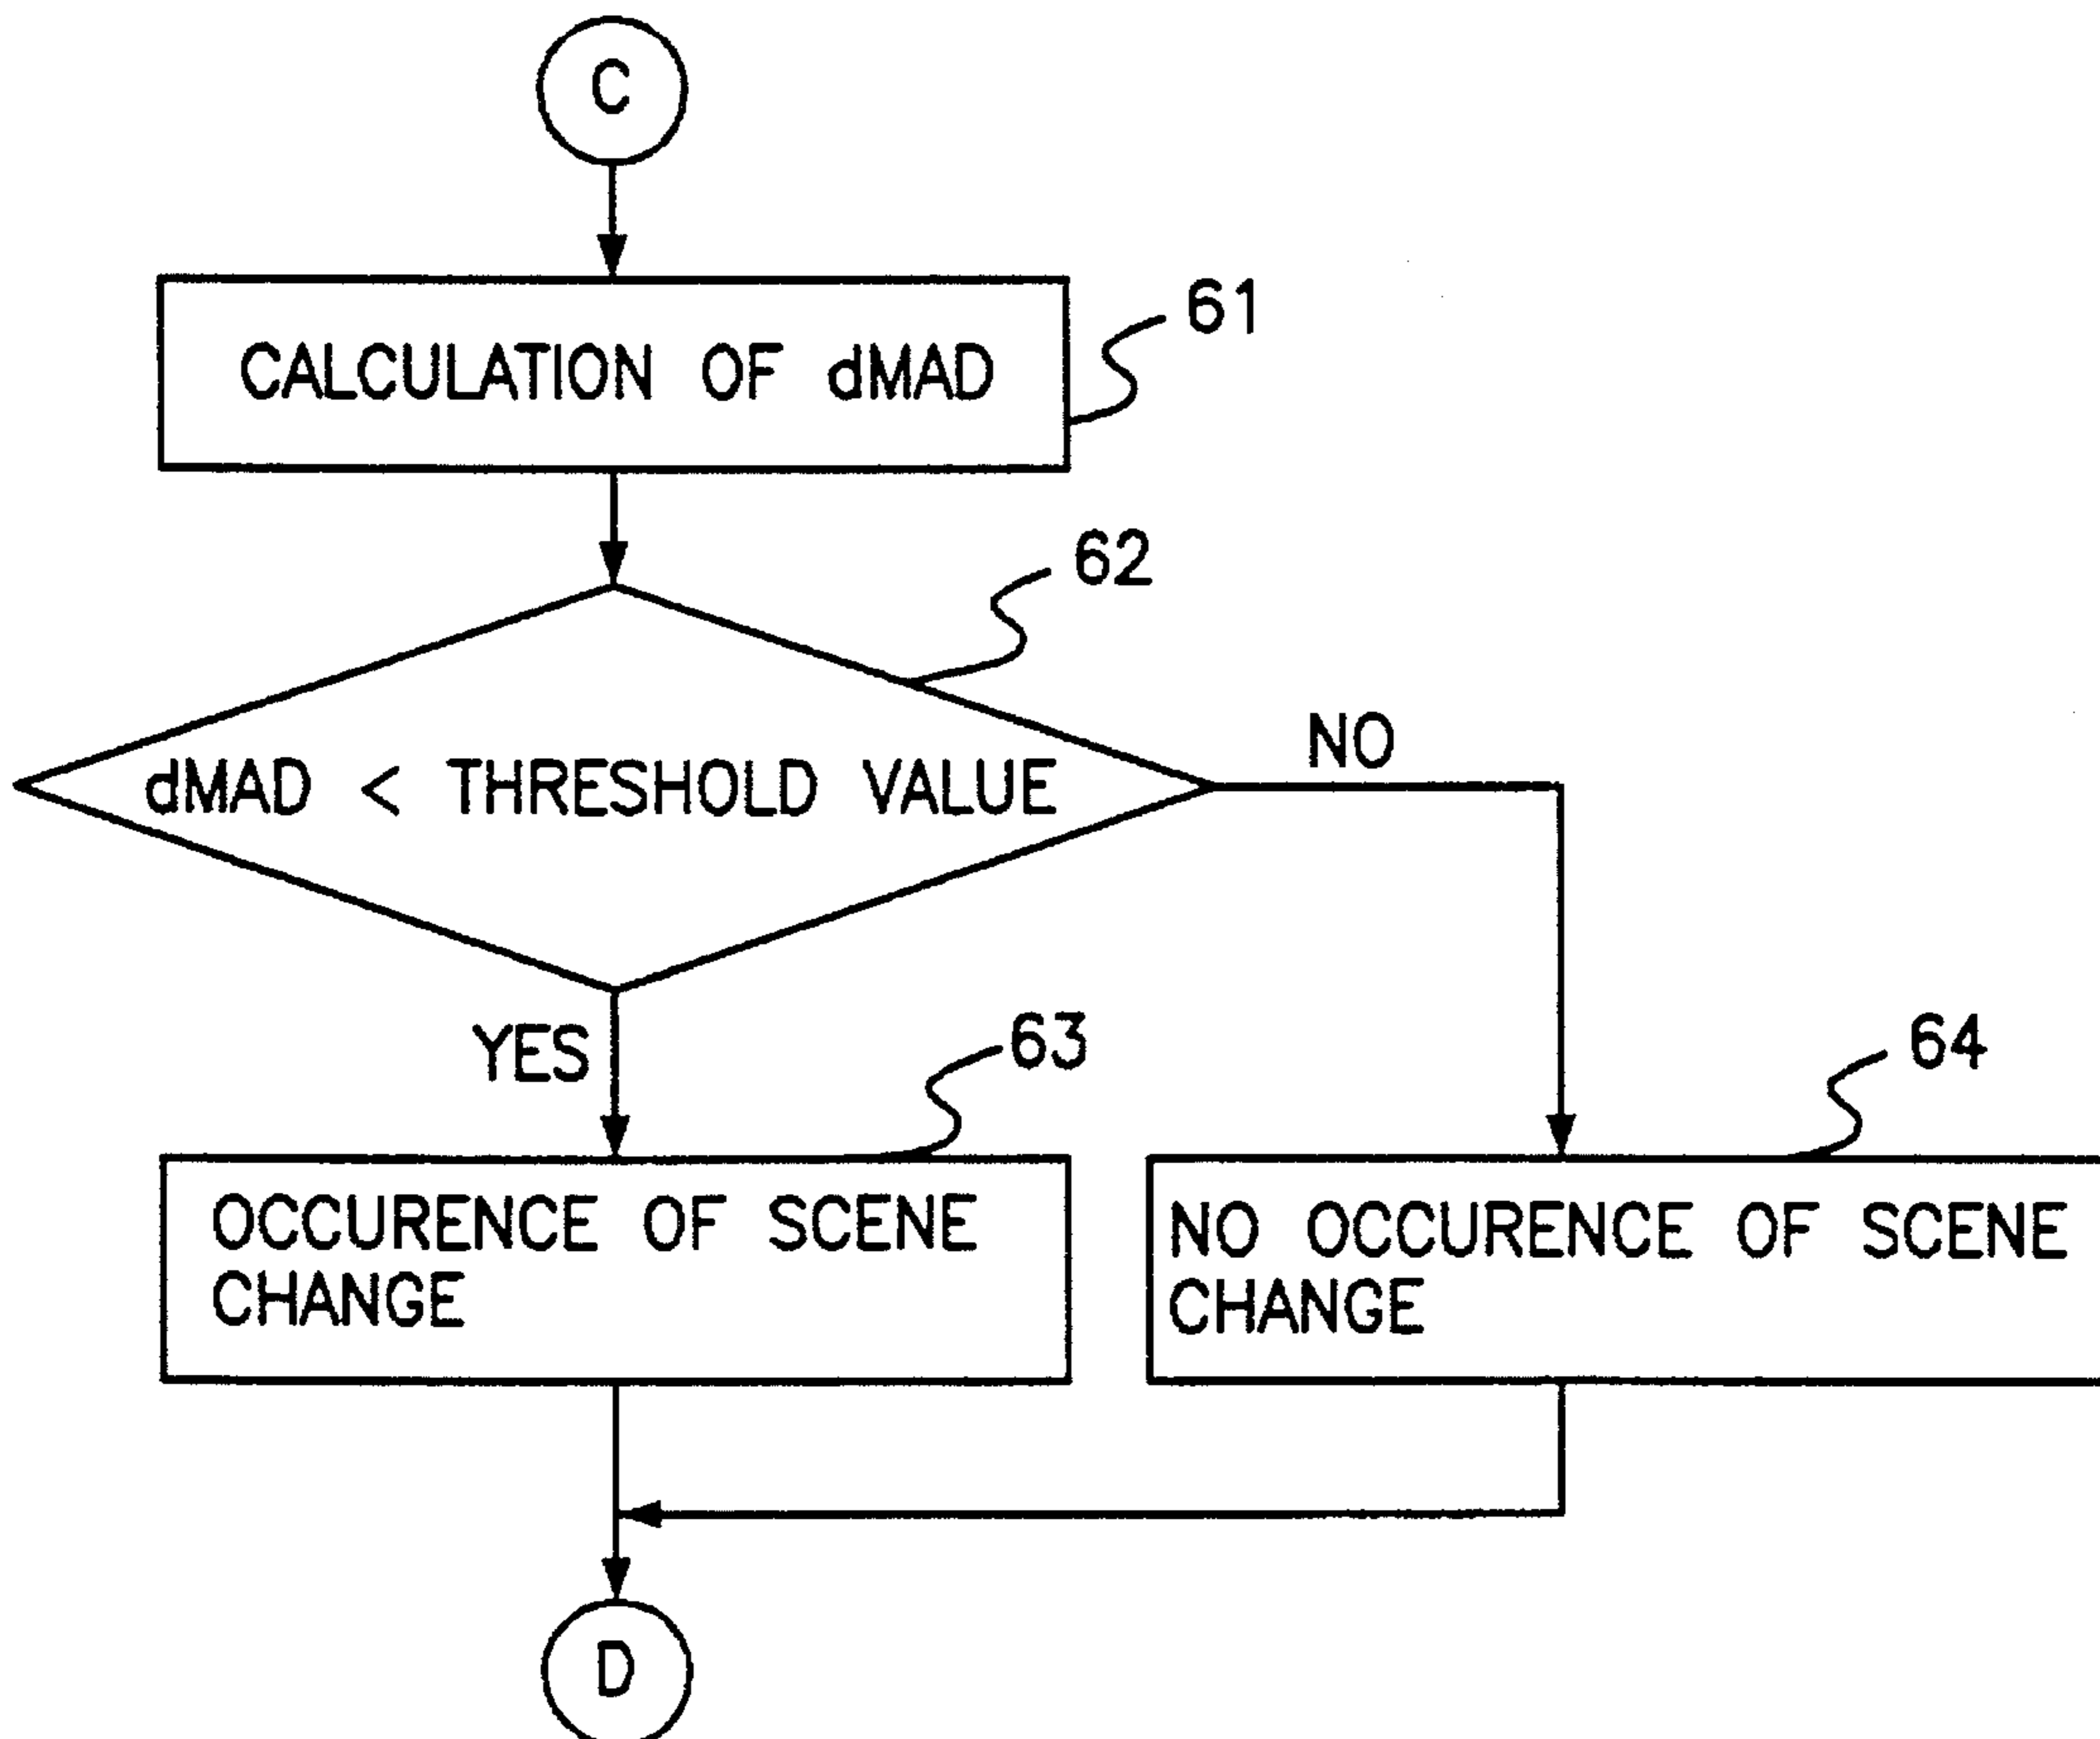 C
CALCULATION OF dMAD
61
62
dMAD < THRESHOLD VALUE
NO
YES
63
64
OCCURENCE OF SCENE
CHANGE
NO OCCURENCE OF SCENE
CHANGE
D